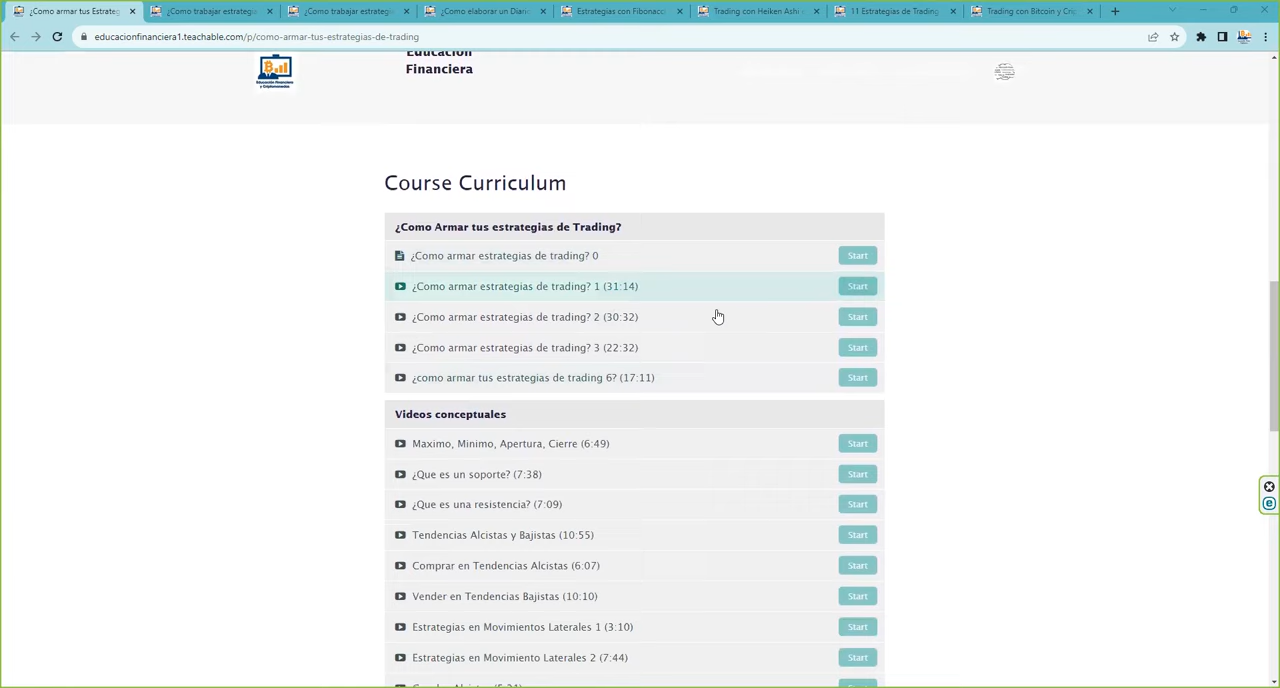 ¿Como armar tus Estrateg
¿Como trabajar estrategi
¿Como trabajar estrategi
¿Como elaborar un Diari
Estrategias con Fibonacc
Trading con Heiken Ashi
11 Estrategias de Trading
Trading con Bitcoin y Crip
educacionfinanciera1.teachable.com/p/como-armar-tus-estrategias-de-trading
Educación
Financiera
Course Curriculum
¿Como Armar tus estrategias de Trading?
¿Como armar estrategias de trading? 0 Start
¿Como armar estrategias de trading? 1 (31:14) Start
¿Como armar estrategias de trading? 2 (30:32) Start
¿Como armar estrategias de trading? 3 (22:32) Start
¿como armar tus estrategias de trading 6? (17:11) Start
Videos conceptuales
Maximo, Minimo, Apertura, Cierre (6:49) Start
¿Que es un soporte? (7:38) Start
¿Que es una resistencia? (7:09) Start
Tendencias Alcistas y Bajistas (10:55) Start
Comprar en Tendencias Alcistas (6:07) Start
Vender en Tendencias Bajistas (10:10) Start
Estrategias en Movimientos Laterales 1 (3:10) Start
Estrategias en Movimiento Laterales 2 (7:44) Start